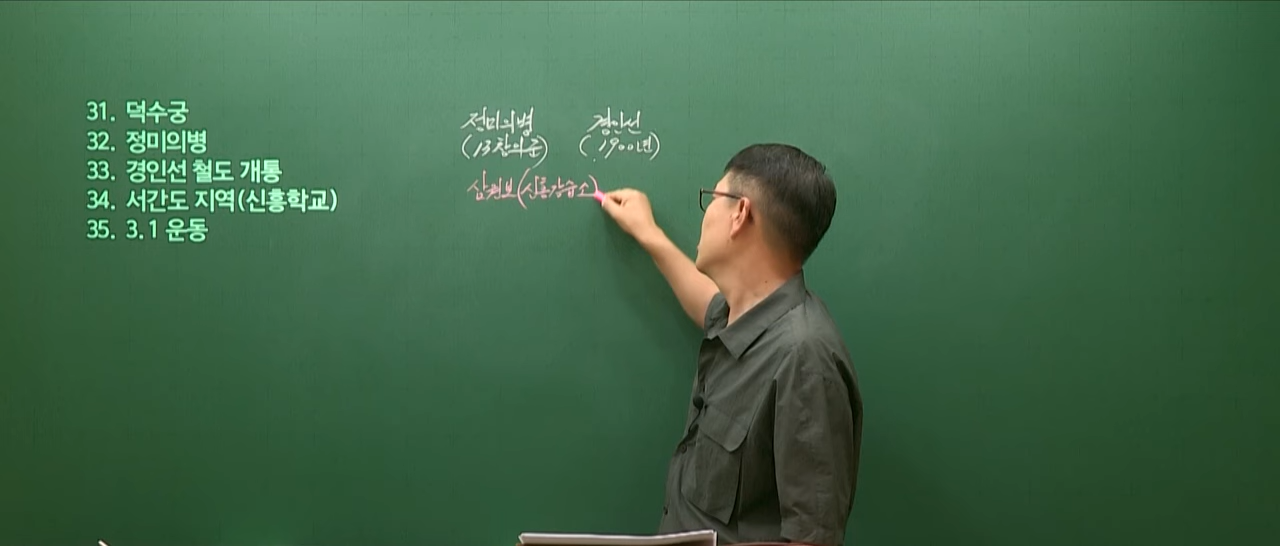 31. 덕수궁
32. 정미의병
33. 경인선 철도 개통
34. 서간도 지역(신흥학교)
35. 3.1 운동
정미의병 경인선
(13창의군) (1900년)
삼원보(신흥강습소)